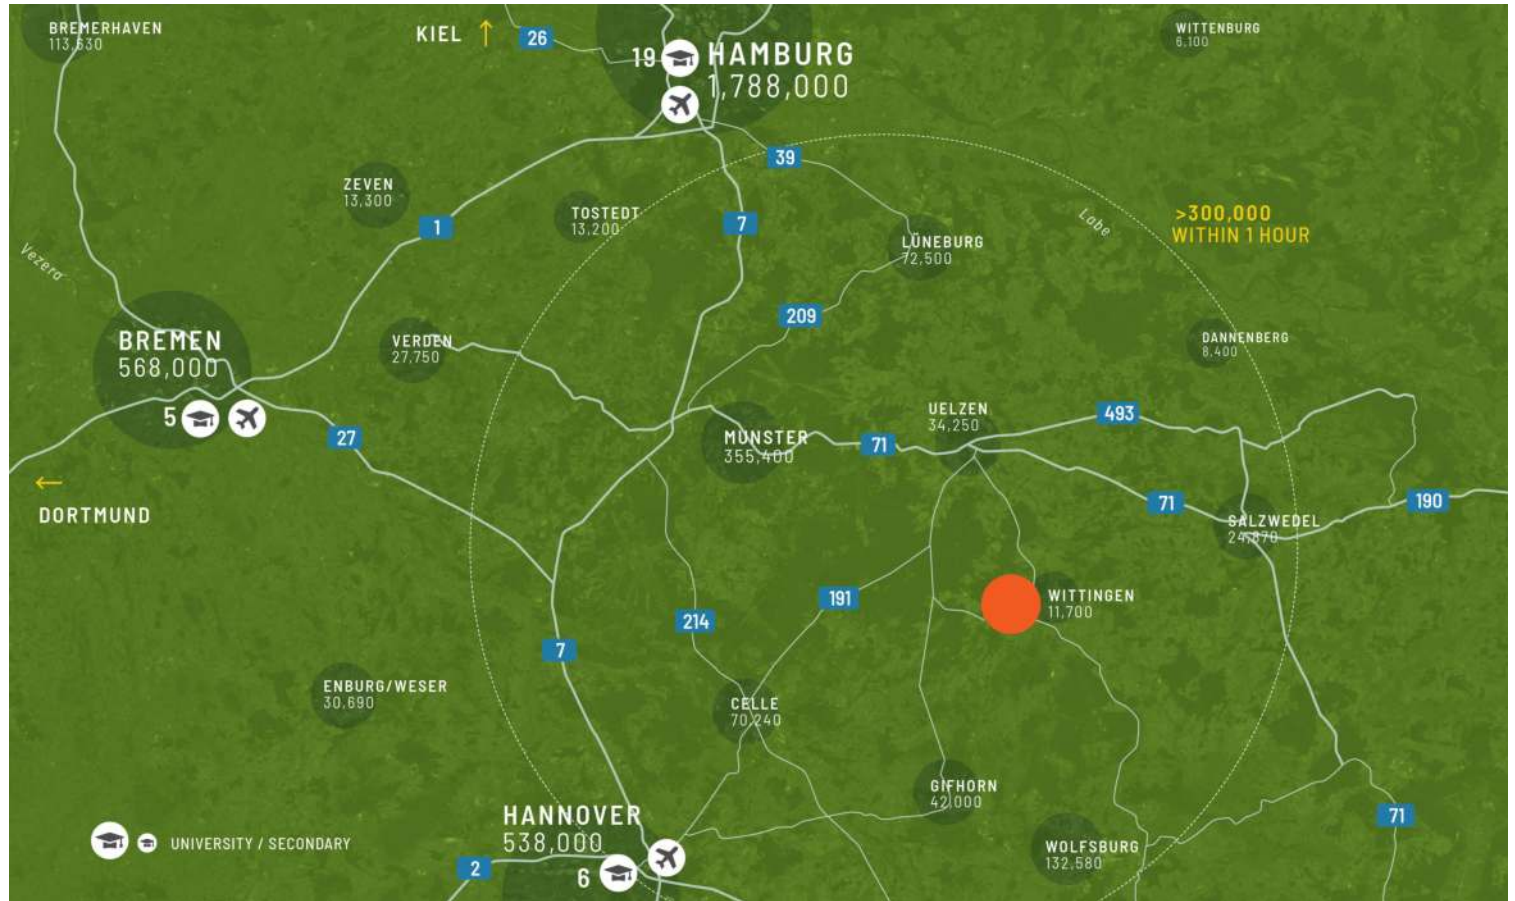 BREMERHAVEN
113,630
KIEL ↑
26
19
HAMBURG
1,788,000
WITTENBURG
6,100
39
ZEVEN
13,300
TOSTEDT
13,200
1
7
LÜNEBURG
72,500
Labe
>300,000
WITHIN 1 HOUR
Vezera
209
BREMEN
568,000
5
VERDEN
27,750
DANNENBERG
8,400
27
MUNSTER
355,400
71
UELZEN
34,250
493
←
DORTMUND
71
SALZWEDEL
24,870
190
191
214
WITTINGEN
11,700
7
ENBURG/WESER
30,690
CELLE
70,240
GIFHORN
42,000
HANNOVER
538,000
6
2
WOLFSBURG
132,580
71
UNIVERSITY / SECONDARY